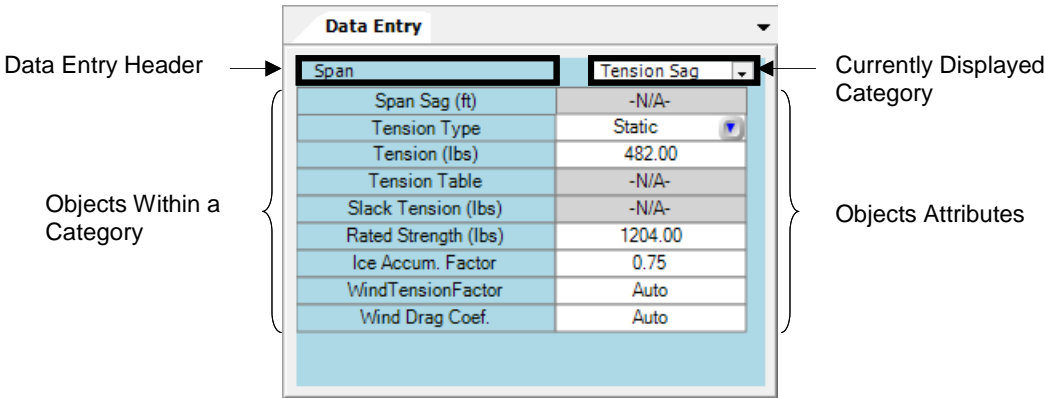 Data Entry
Data Entry Header
Span
Tension Sag
Currently Displayed
Category
Span Sag (ft)
-N/A-
Tension Type
Static
Tension (lbs)
482.00
Tension Table
-N/A-
Slack Tension (lbs)
-N/A-
Rated Strength (lbs)
1204.00
Ice Accum. Factor
0.75
WindTensionFactor
Auto
Wind Drag Coef.
Auto
Objects Within a
Category
Objects Attributes